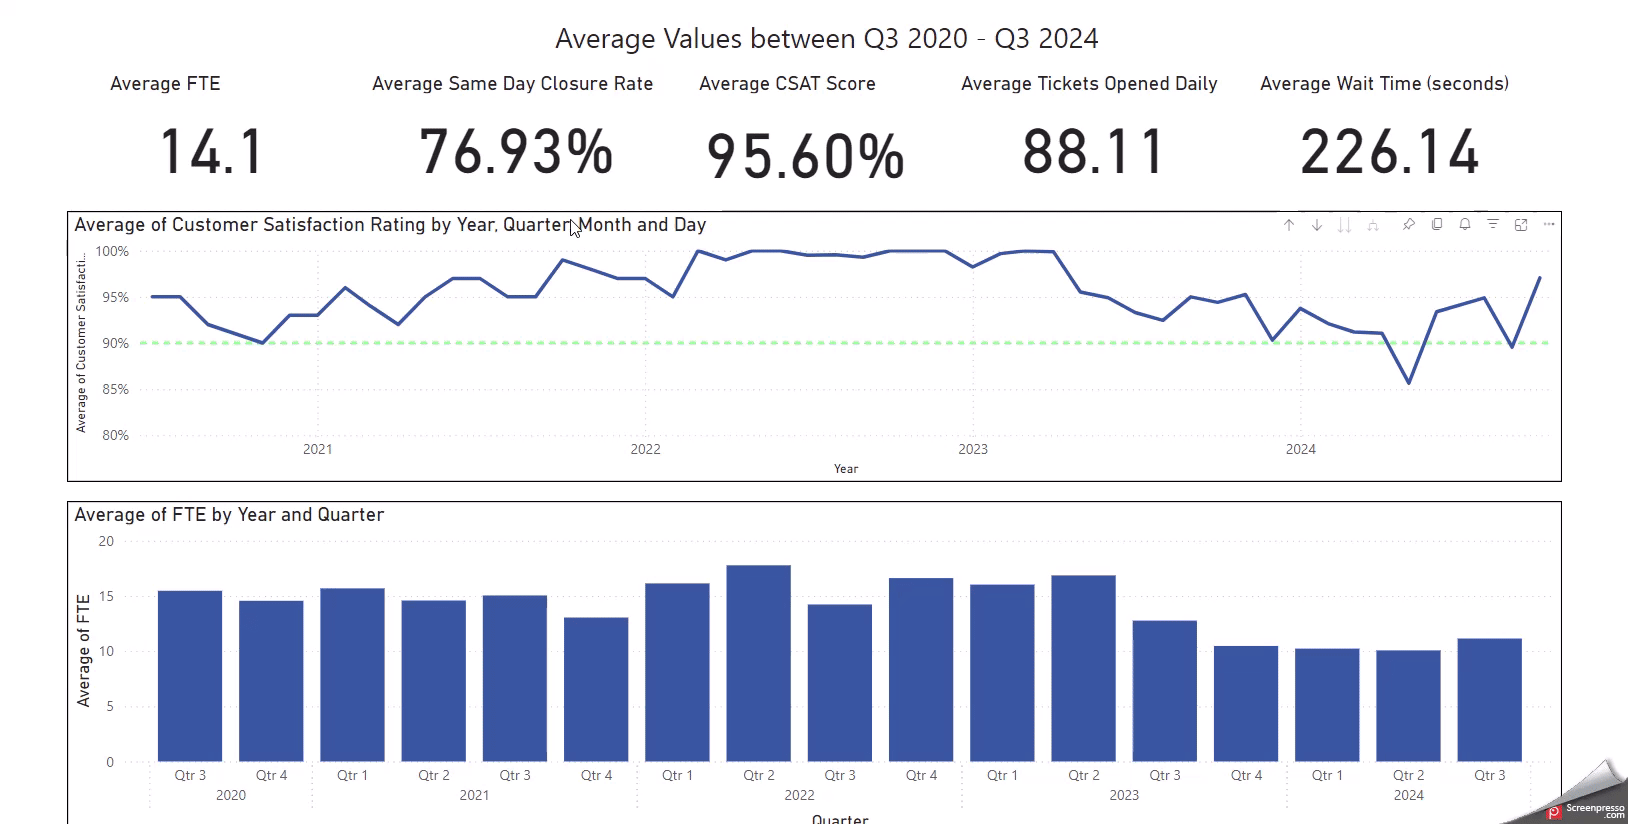 Average Values between Q3 2020 - Q3 2024
Average FTE
14.1
Average Same Day Closure Rate
76.93%
Average CSAT Score
95.60%
Average Tickets Opened Daily
88.11
Average Wait Time (seconds)
226.14
Average of Customer Satisfaction Rating by Year, Quarter, Month and Day
Average of Customer Satisfacti...
100%
95%
90%
85%
80%
2021 2022 2023 2024
Year
Average of FTE by Year and Quarter
Average of FTE
20
15
10
5
0
Qtr 3 Qtr 4 Qtr 1 Qtr 2 Qtr 3 Qtr 4 Qtr 1 Qtr 2 Qtr 3 Qtr 4 Qtr 1 Qtr 2 Qtr 3 Qtr 4 Qtr 1 Qtr 2 Qtr 3
2020 2021 2022 2023 2024
Quarter
Screenpresso
.com